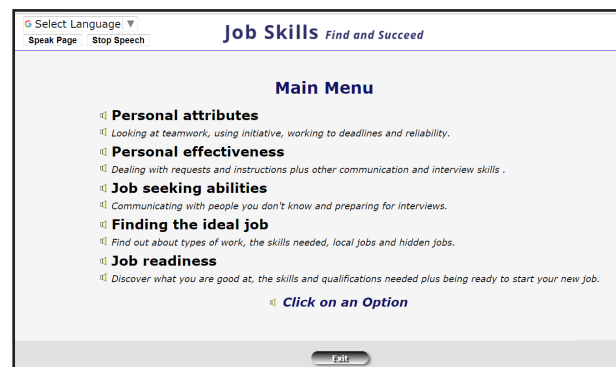 G Select Language ▼
Speak Page Stop Speech
Job Skills Find and Succeed
Main Menu
Personal attributes
Looking at teamwork, using initiative, working to deadlines and reliability.
Personal effectiveness
Dealing with requests and instructions plus other communication and interview skills .
Job seeking abilities
Communicating with people you don't know and preparing for interviews.
Finding the ideal job
Find out about types of work, the skills needed, local jobs and hidden jobs.
Job readiness
Discover what you are good at, the skills and qualifications needed plus being ready to start your new job.
Click on an Option
Exit